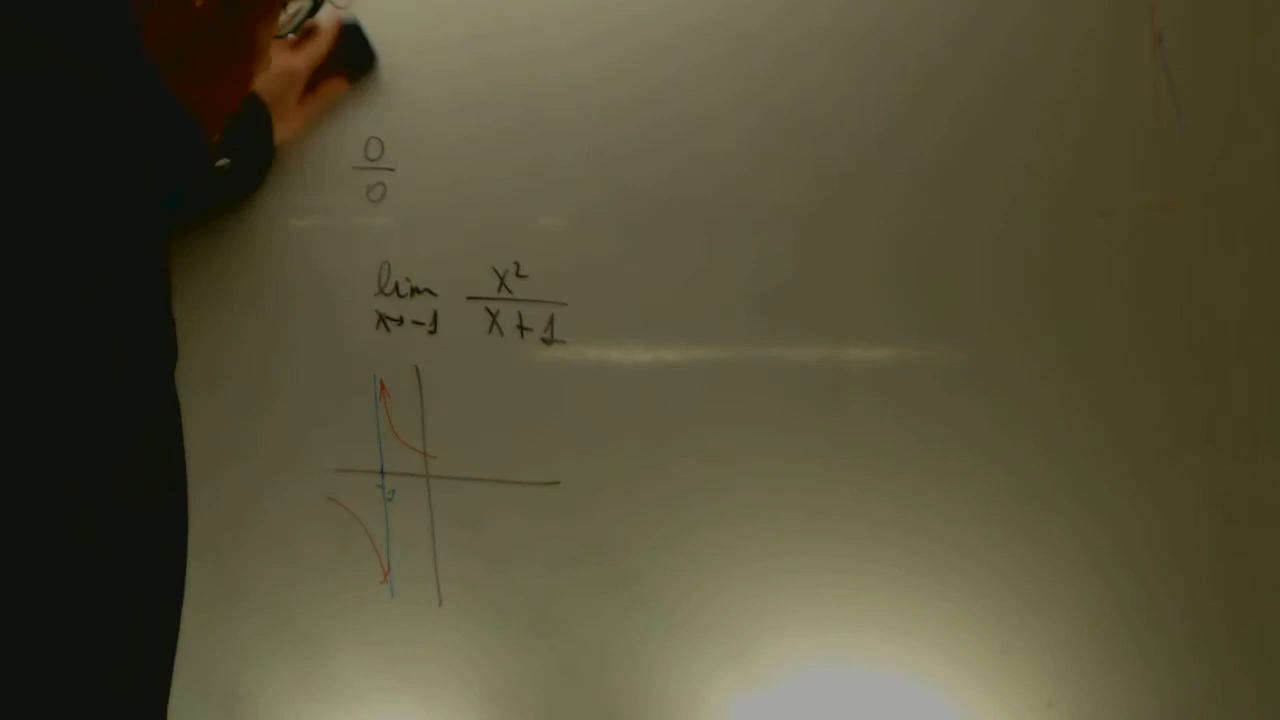 0
0
lim x²
x→-1 x+1